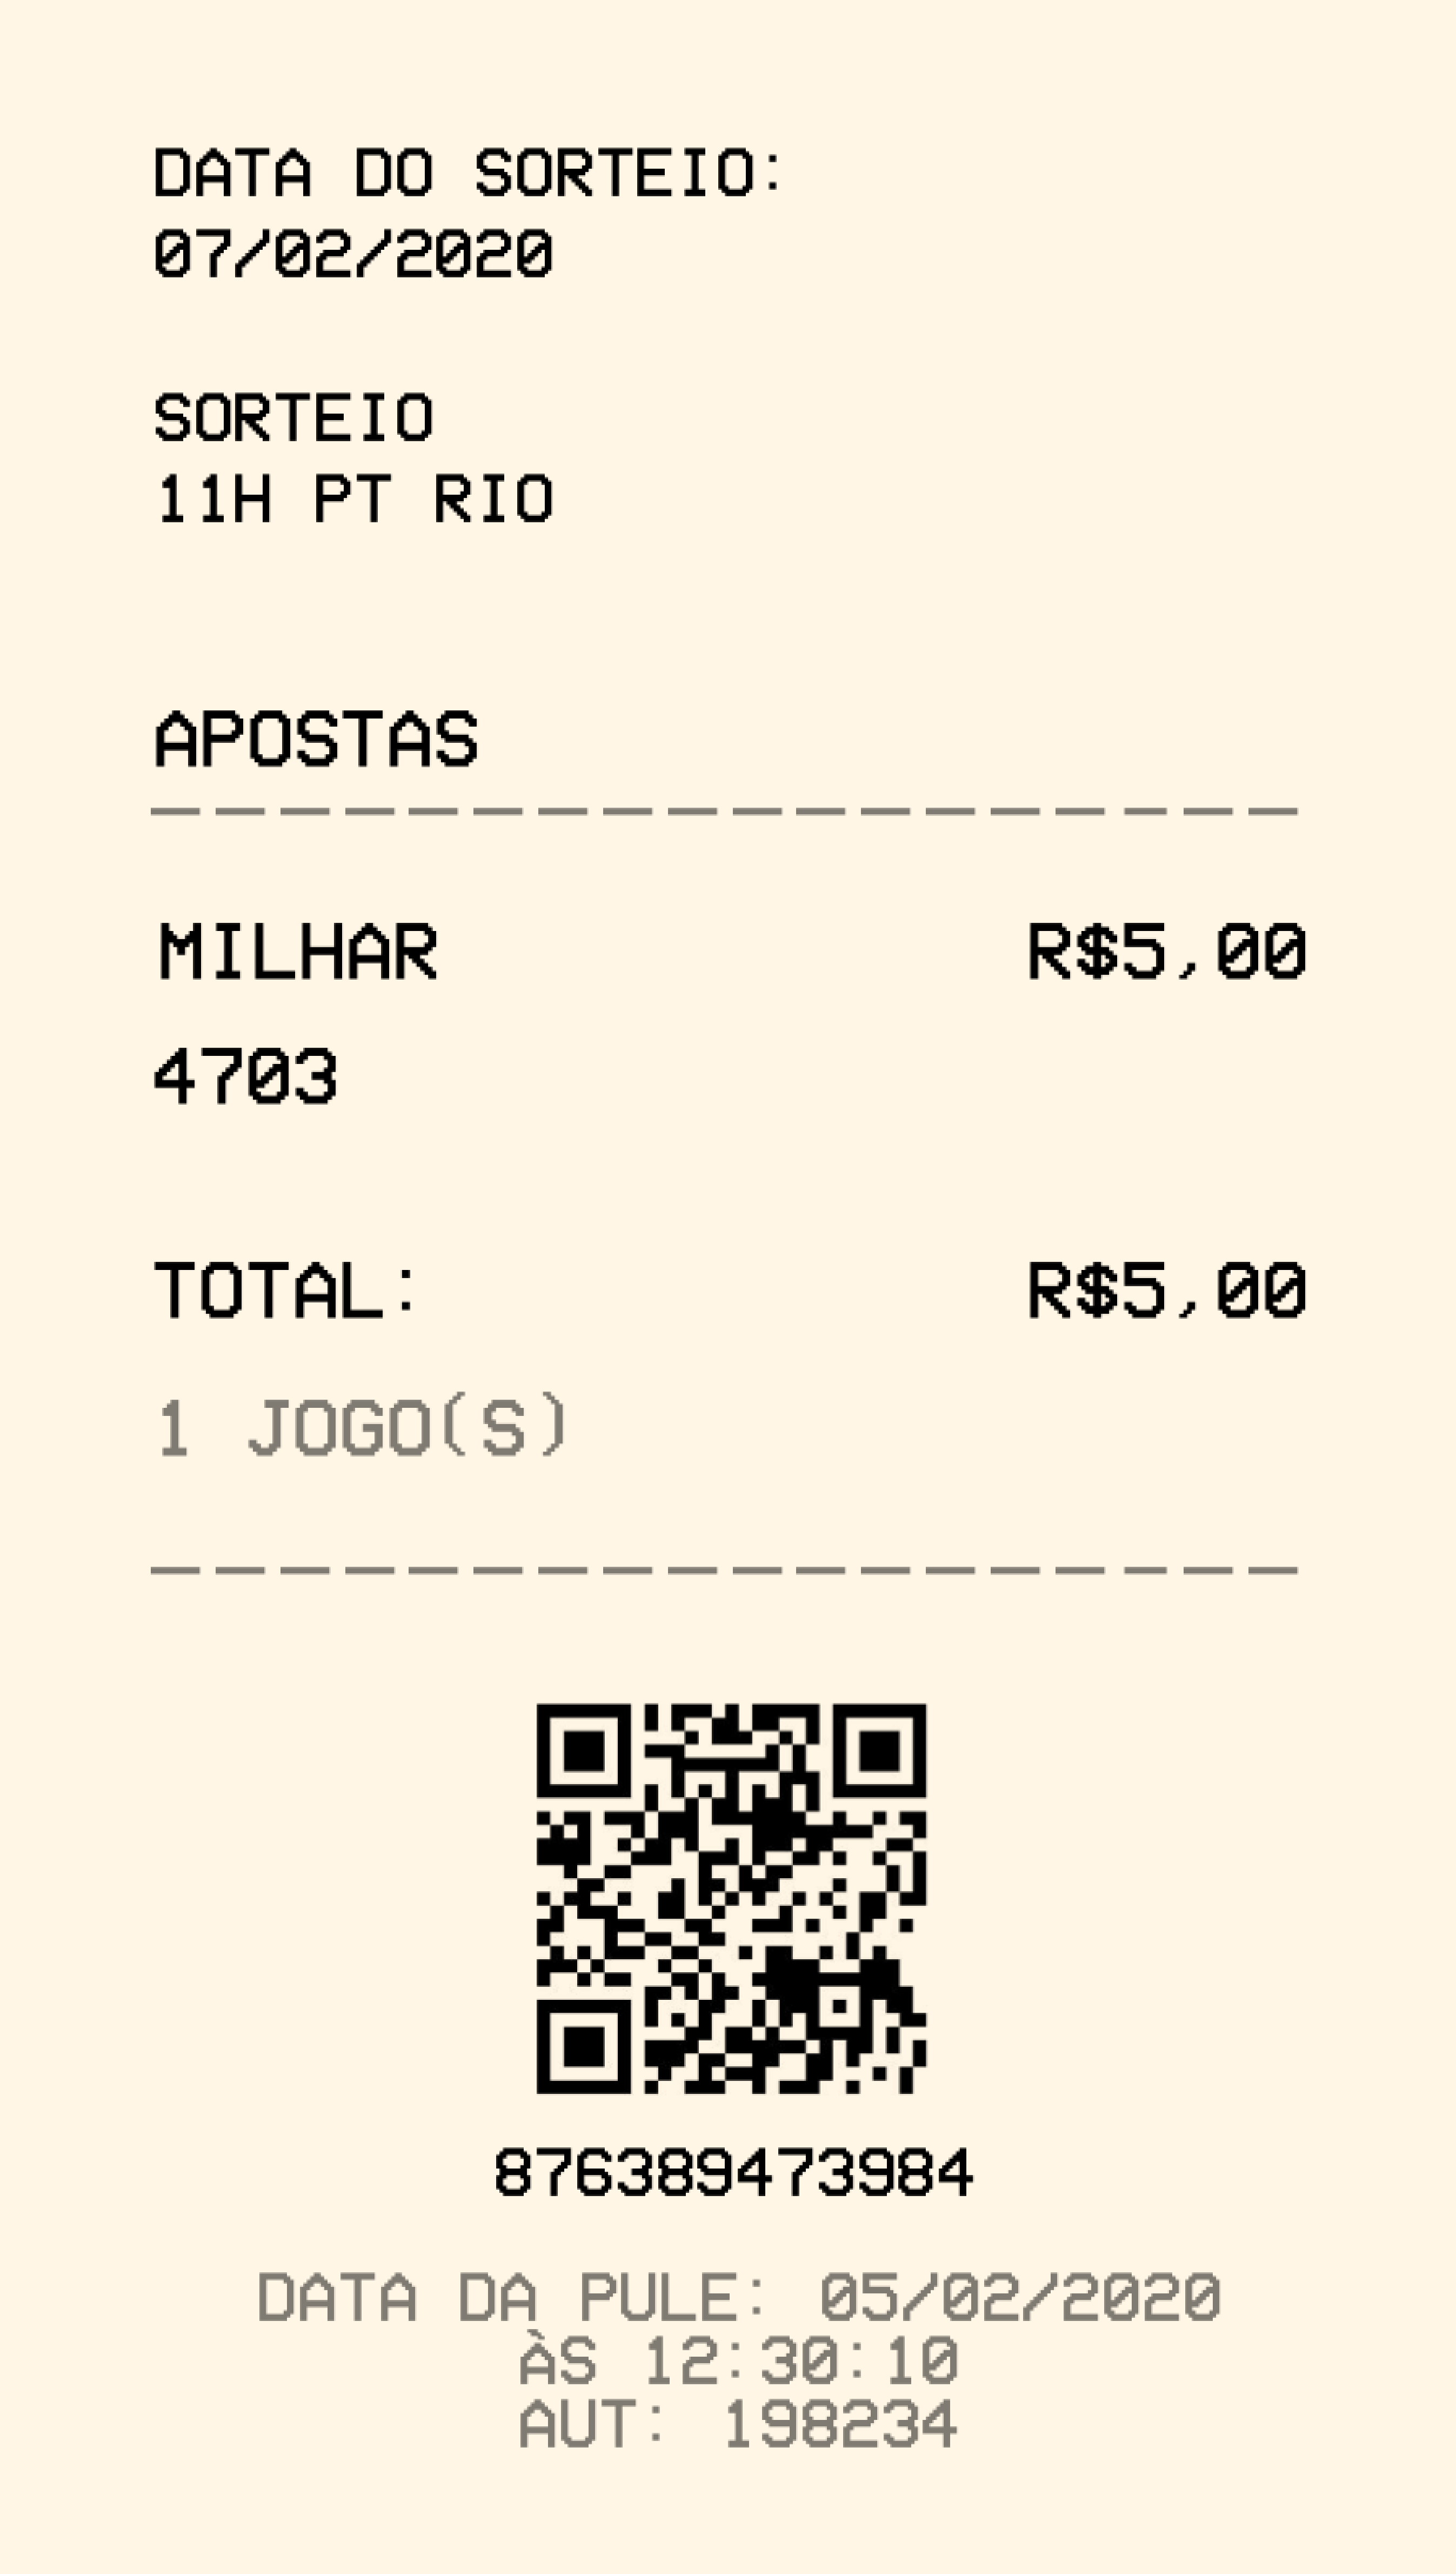 DATA DO SORTEIO:
07/02/2020
SORTEIO
11H PT RIO
APOSTAS
MILHAR R$5,00
4703
TOTAL: R$5,00
1 JOGO(S)
876389473984
DATA DA PULE: 05/02/2020
ÀS 12:30:10
AUT: 198234